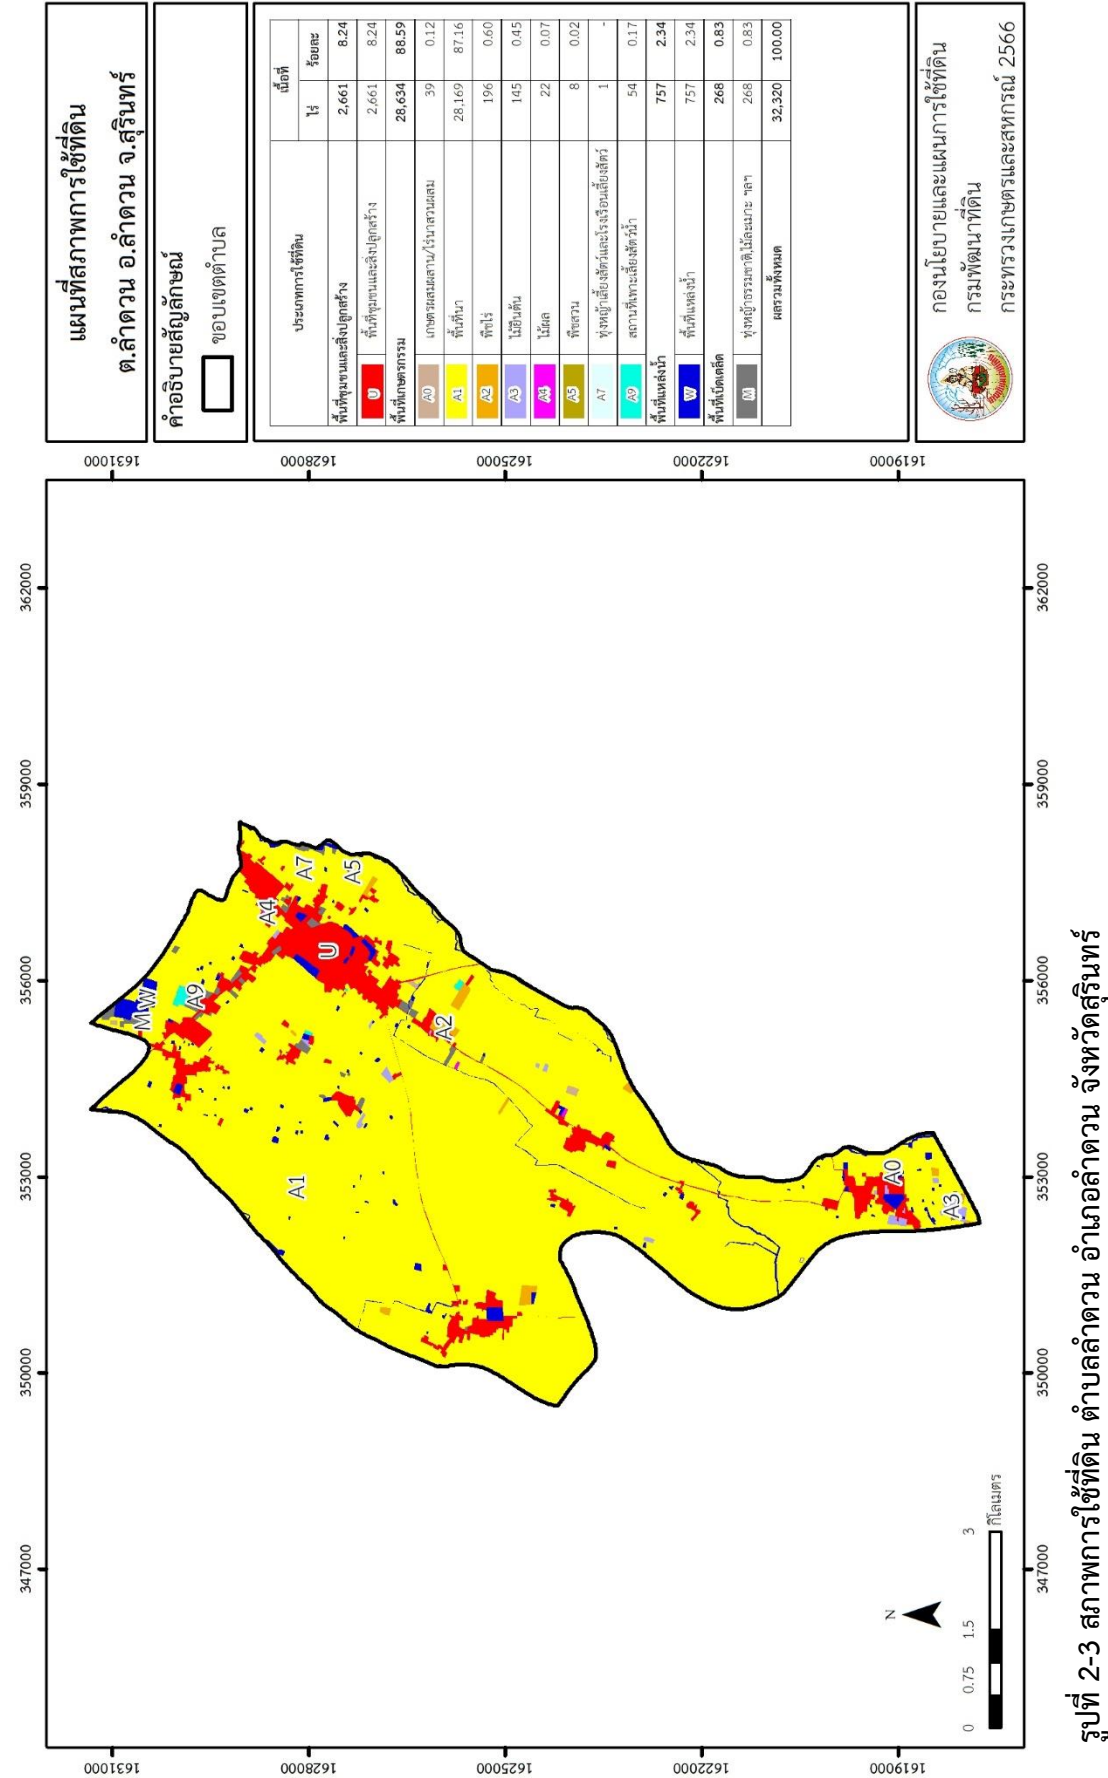 แผนที่สภาพการใช้ที่ดิน
ต.ลำดวน อ.ลำดวน จ.สุรินทร์
คำอธิบายสัญลักษณ์
ขอบเขตตำบล
ประเภทการใช้ที่ดิน เนื้อที่
ไร่ ร้อยละ
พื้นที่ชุมชนและสิ่งปลูกสร้าง 2,661 8.24
U พื้นที่ชุมชนและสิ่งปลูกสร้าง 2,661 8.24
พื้นที่เกษตรกรรม 28,634 88.59
A0 เกษตรผสมผสาน/ไร่นาสวนผสม 39 0.12
A1 พื้นที่นา 28,169 87.16
A2 พืชไร่ 196 0.60
A3 ไม้ยืนต้น 145 0.45
A4 ไม้ผล 22 0.07
A5 พืชสวน 8 0.02
A7 ทุ่งหญ้าเลี้ยงสัตว์และโรงเรือนเลี้ยงสัตว์ 1 -
A9 สถานที่เพาะเลี้ยงสัตว์น้ำ 54 0.17
พื้นที่แหล่งน้ำ 757 2.34
W พื้นที่แหล่งน้ำ 757 2.34
พื้นที่เบ็ดเตล็ด 268 0.83
M ทุ่งหญ้าธรรมชาติ,ไม้ละเมาะ ฯลฯ 268 0.83
ผลรวมทั้งหมด 32,320 100.00
กองนโยบายและแผนการใช้ที่ดิน
กรมพัฒนาที่ดิน
กระทรวงเกษตรและสหกรณ์ 2566
347000 350000 353000 356000 359000 362000
1631000
1628000
1625000
1622000
1619000
1631000
1628000
1625000
1622000
1619000
M W
A9
A4
A7
A5
U
A2
A1
A0
A3
N
0 0.75 1.5 3
กิโลเมตร
347000 350000 353000 356000 359000 362000
รูปที่ 2-3 สภาพการใช้ที่ดิน ตำบลลำดวน อำเภอลำดวน จังหวัดสุรินทร์